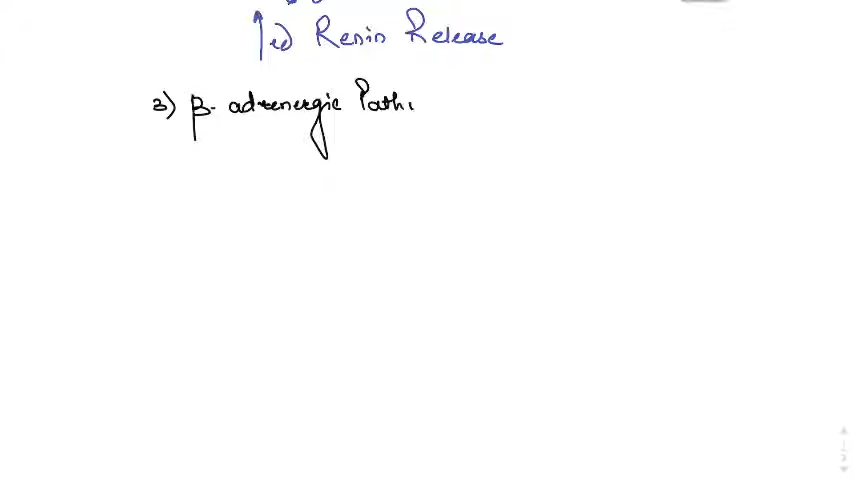 ↑ed Renin Release
3) β- adrenergic Path